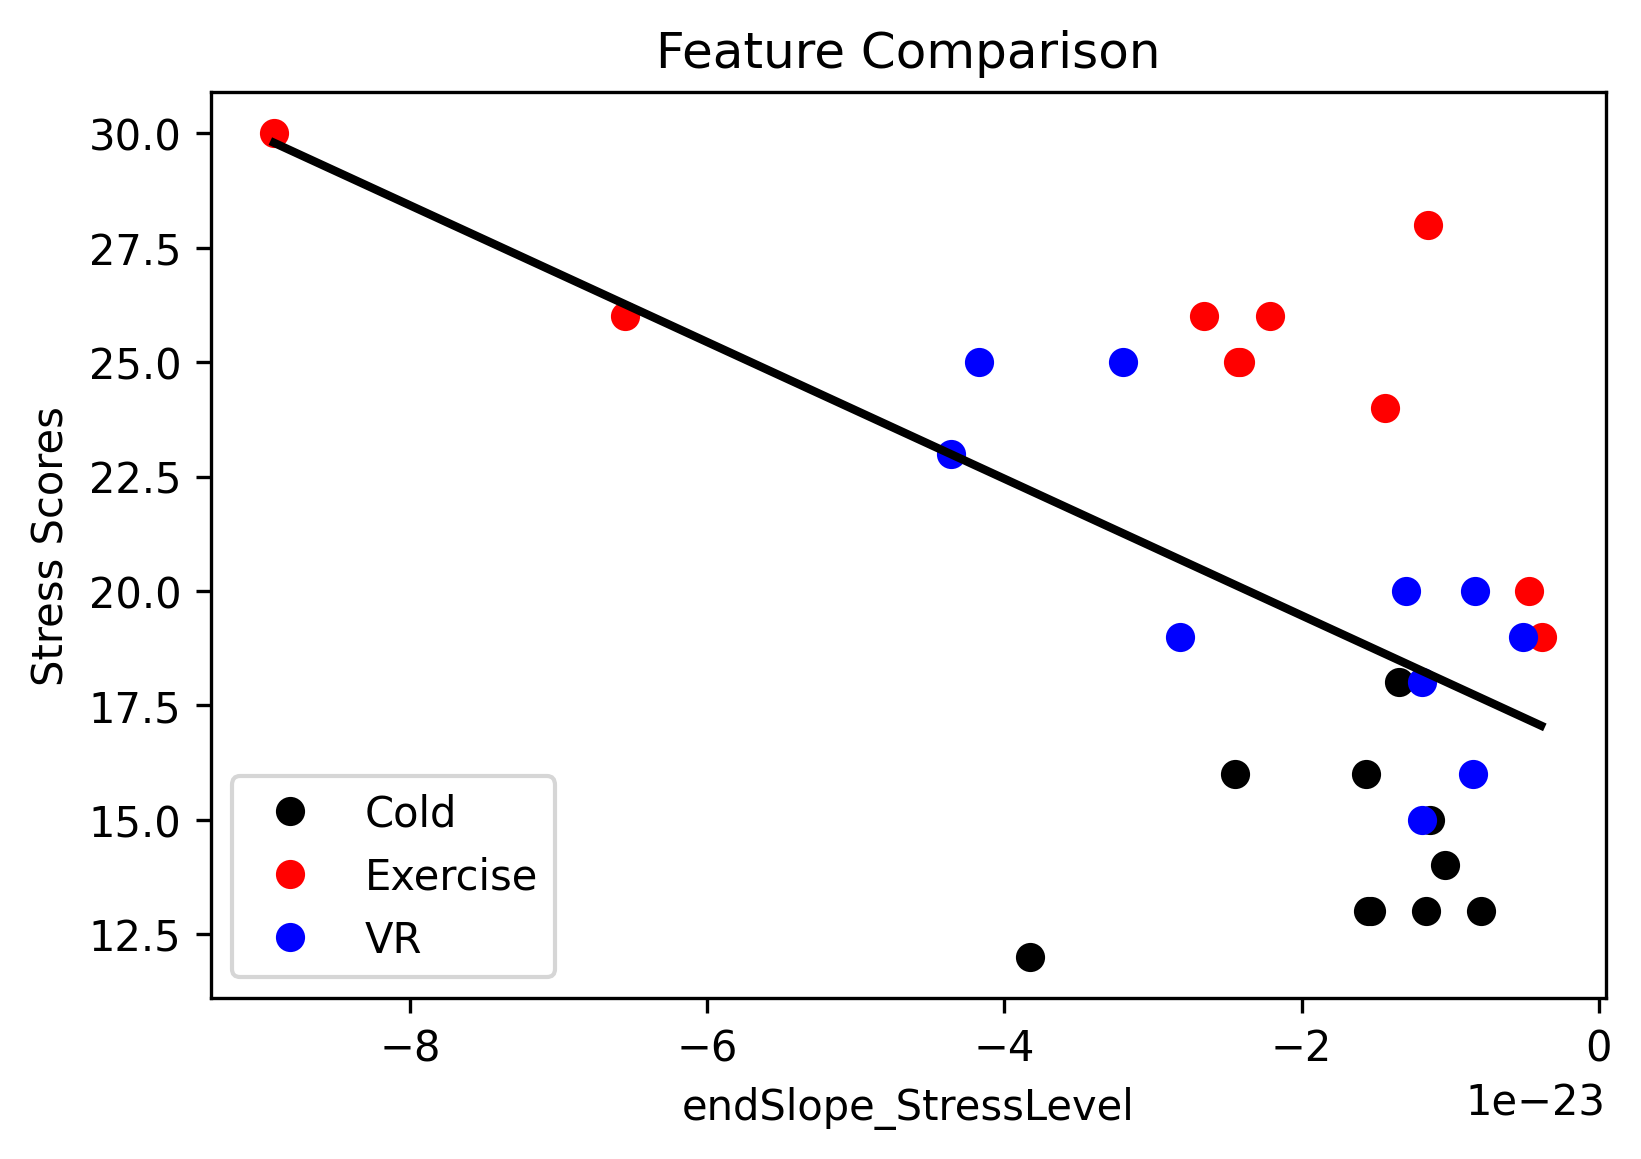 Feature Comparison
30.0
27.5
25.0
22.5
20.0
17.5
15.0
12.5
Stress Scores
Cold
Exercise
VR
−8
−6
−4
−2
0
1e−23
endSlope_StressLevel